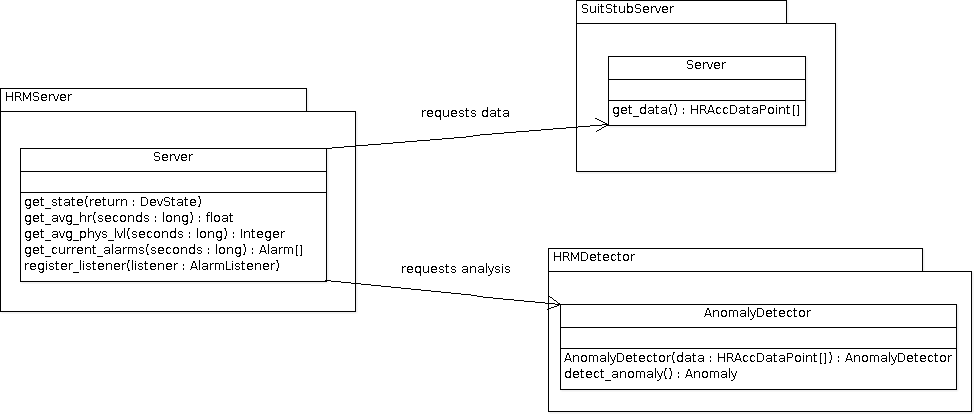 SuitStubServer
Server
get_data() : HRAccDataPoint[]
HRMServer
requests data
Server
get_state(return : DevState)
get_avg_hr(seconds : long) : float
get_avg_phys_lvl(seconds : long) : Integer
get_current_alarms(seconds : long) : Alarm[]
register_listener(listener : AlarmListener)
requests analysis
HRMDetector
AnomalyDetector
AnomalyDetector(data : HRAccDataPoint[]) : AnomalyDetector
detect_anomaly() : Anomaly